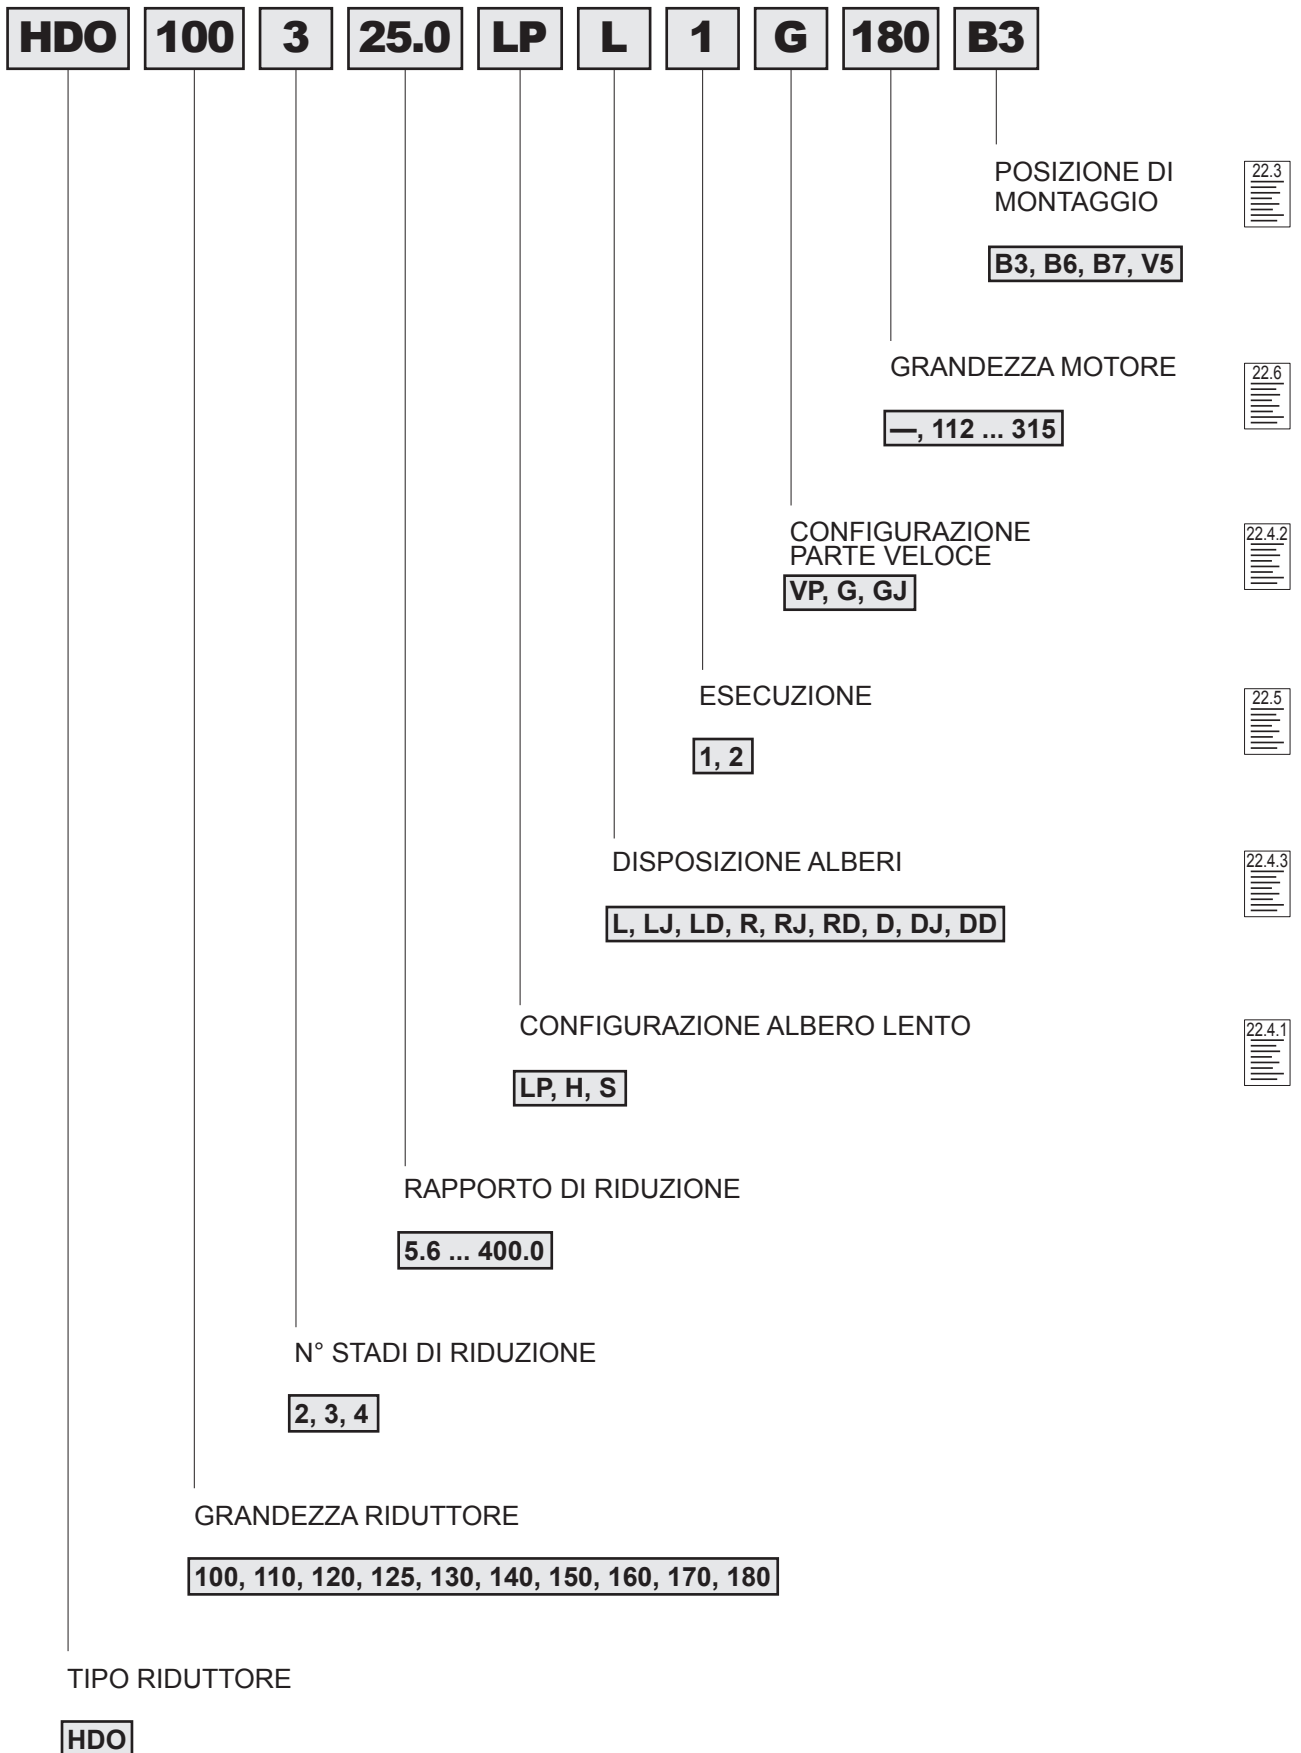 HDO 100 3 25.0 LP L 1 G 180 B3
POSIZIONE DI
MONTAGGIO
22.3
B3, B6, B7, V5
GRANDEZZA MOTORE
22.6
—, 112 ... 315
CONFIGURAZIONE
PARTE VELOCE
22.4.2
VP, G, GJ
ESECUZIONE
22.5
1, 2
DISPOSIZIONE ALBERI
22.4.3
L, LJ, LD, R, RJ, RD, D, DJ, DD
CONFIGURAZIONE ALBERO LENTO
22.4.1
LP, H, S
RAPPORTO DI RIDUZIONE
5.6 ... 400.0
N° STADI DI RIDUZIONE
2, 3, 4
GRANDEZZA RIDUTTORE
100, 110, 120, 125, 130, 140, 150, 160, 170, 180
TIPO RIDUTTORE
HDO